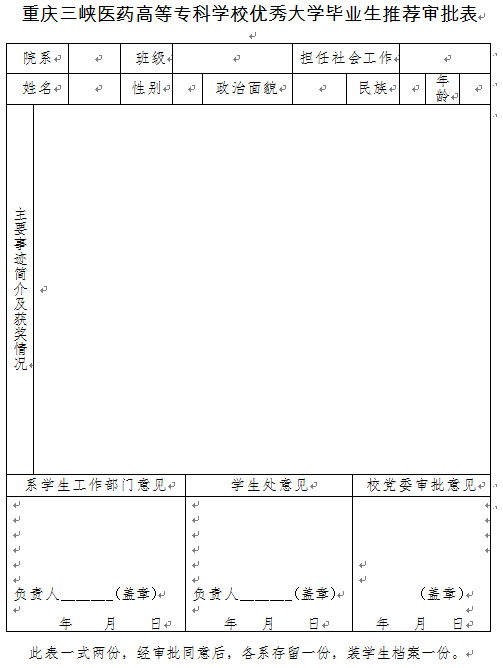 重庆三峡医药高等专科学校优秀大学毕业生推荐审批表
院系 班级 担任社会工作
姓名 性别 政治面貌 民族 年龄
主要事迹简介及获奖情况
系学生工作部门意见 学生处意见 校党委审批意见
负责人______(盖章) 负责人______(盖章) (盖章)
年 月 日 年 月 日 年 月 日
此表一式两份，经审批同意后，各系存留一份，装学生档案一份。